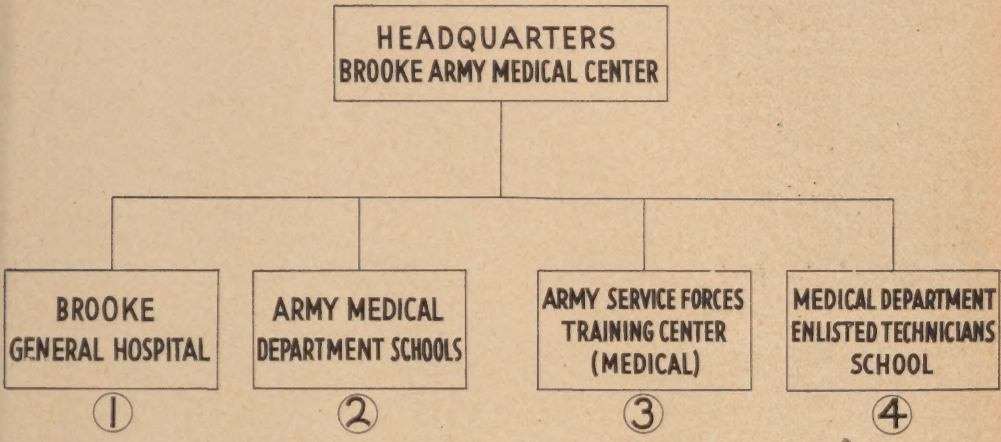 HEADQUARTERS
BROOKE ARMY MEDICAL CENTER
BROOKE
GENERAL HOSPITAL
1
ARMY MEDICAL
DEPARTMENT SCHOOLS
2
ARMY SERVICE FORCES
TRAINING CENTER
(MEDICAL)
3
MEDICAL DEPARTMENT
ENLISTED TECHNICIANS
SCHOOL
4